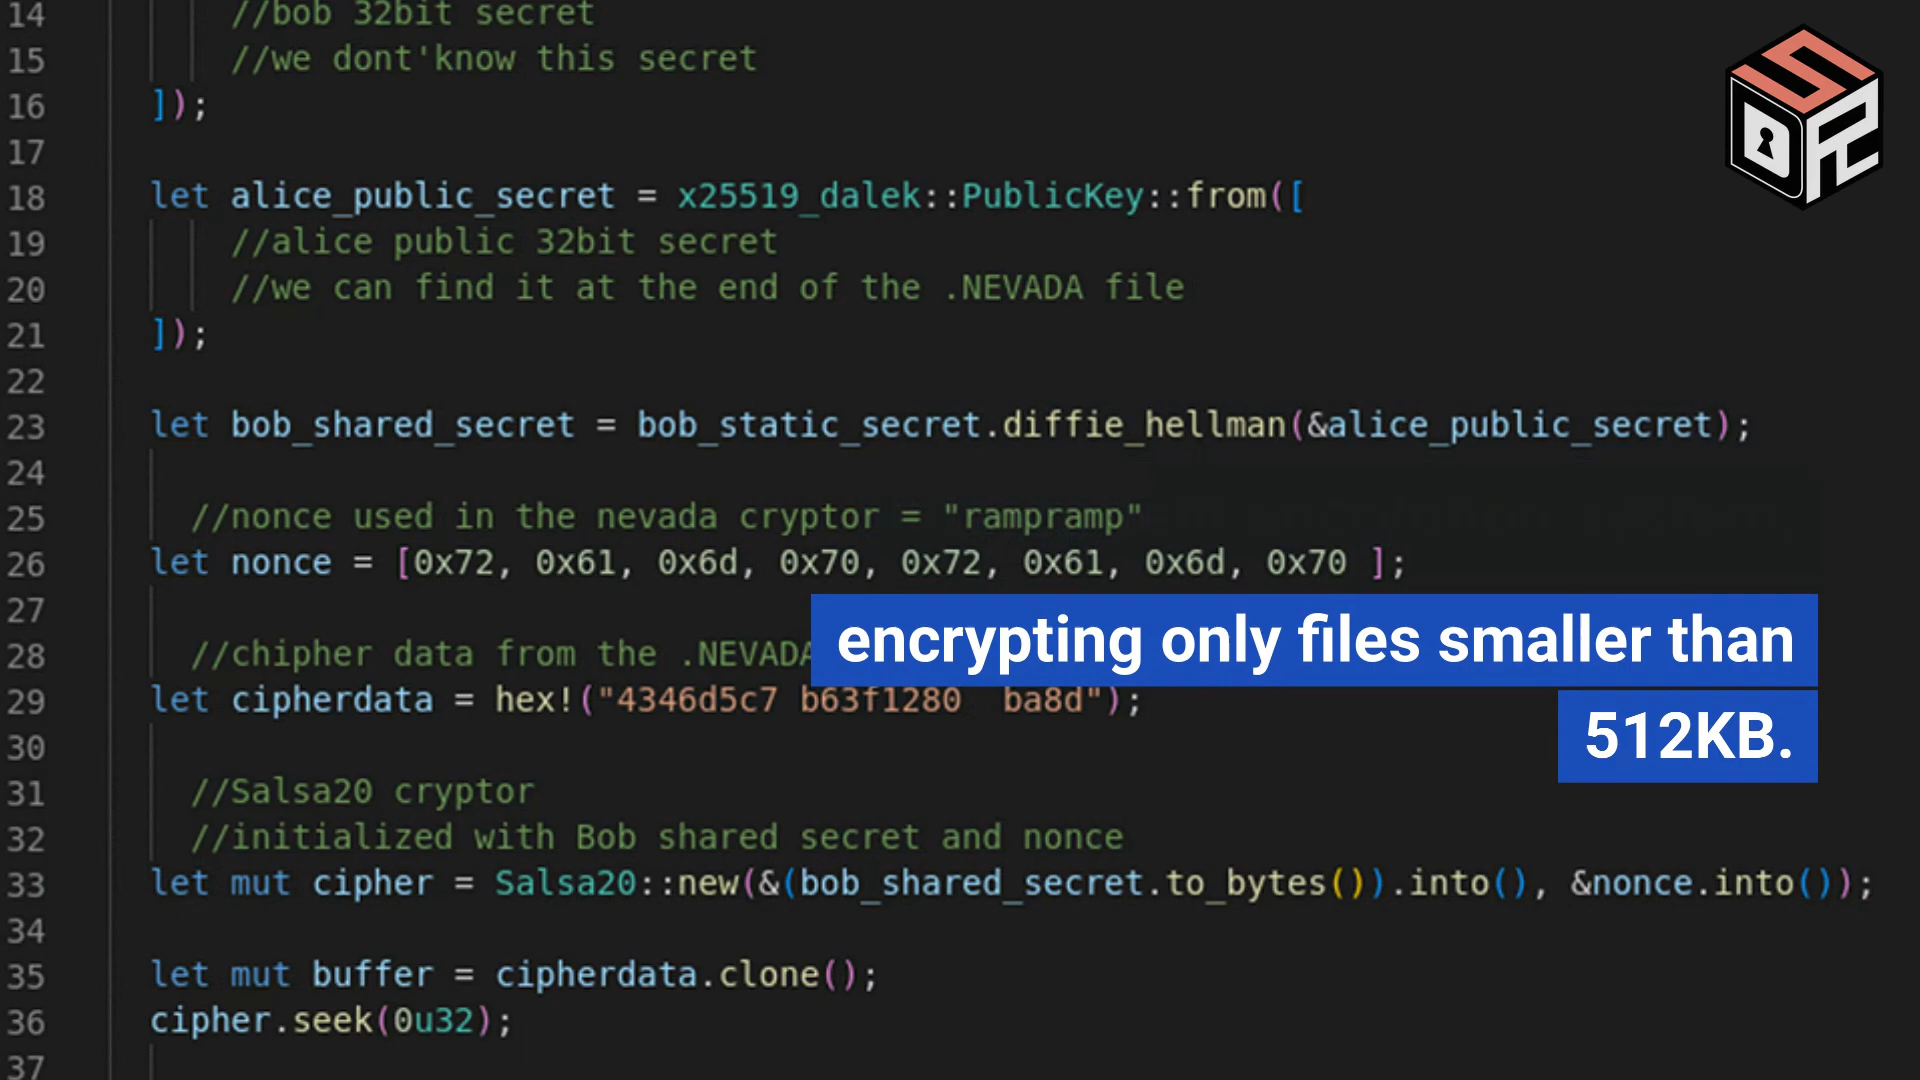 14 //bob 32bit secret
15 //we dont'know this secret
16 ]);
17
18 let alice_public_secret = x25519_dalek::PublicKey::from([
19 //alice public 32bit secret
20 //we can find it at the end of the .NEVADA file
21 ]);
22
23 let bob_shared_secret = bob_static_secret.diffie_hellman(&alice_public_secret);
24
25 //nonce used in the nevada cryptor = "rampramp"
26 let nonce = [0x72, 0x61, 0x6d, 0x70, 0x72, 0x61, 0x6d, 0x70 ];
27
encrypting only files smaller than
28 //chipher data from the .NEVADA
29 let cipherdata = hex!("4346d5c7 b63f1280  ba8d");
512KB.
30
31 //Salsa20 cryptor
32 //initialized with Bob shared secret and nonce
33 let mut cipher = Salsa20::new(&(bob_shared_secret.to_bytes()).into(), &nonce.into());
34
35 let mut buffer = cipherdata.clone();
36 cipher.seek(0u32);
37